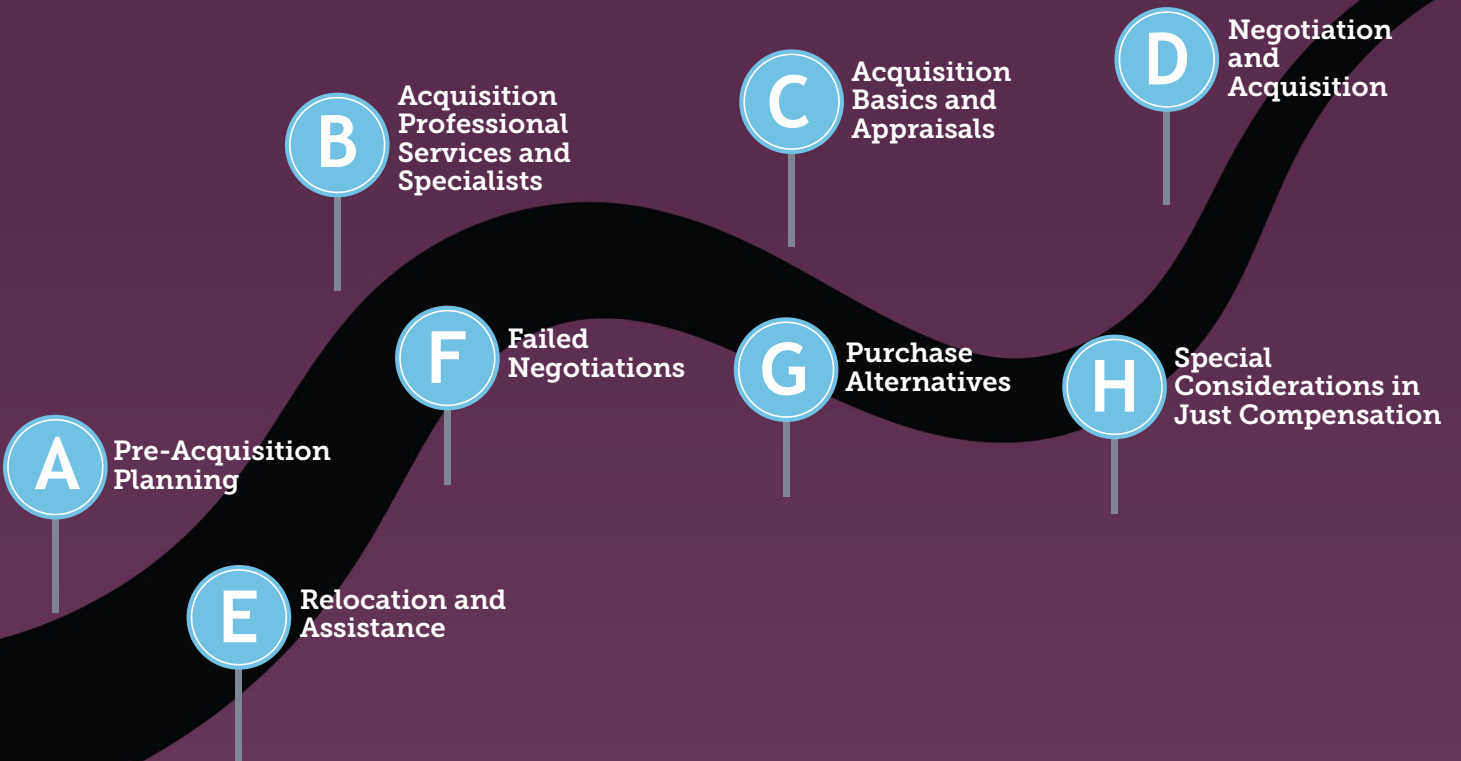 A
Pre-Acquisition
Planning
B
Acquisition
Professional
Services and
Specialists
C
Acquisition
Basics and
Appraisals
D
Negotiation
and
Acquisition
E
Relocation and
Assistance
F
Failed
Negotiations
G
Purchase
Alternatives
H
Special
Considerations in
Just Compensation